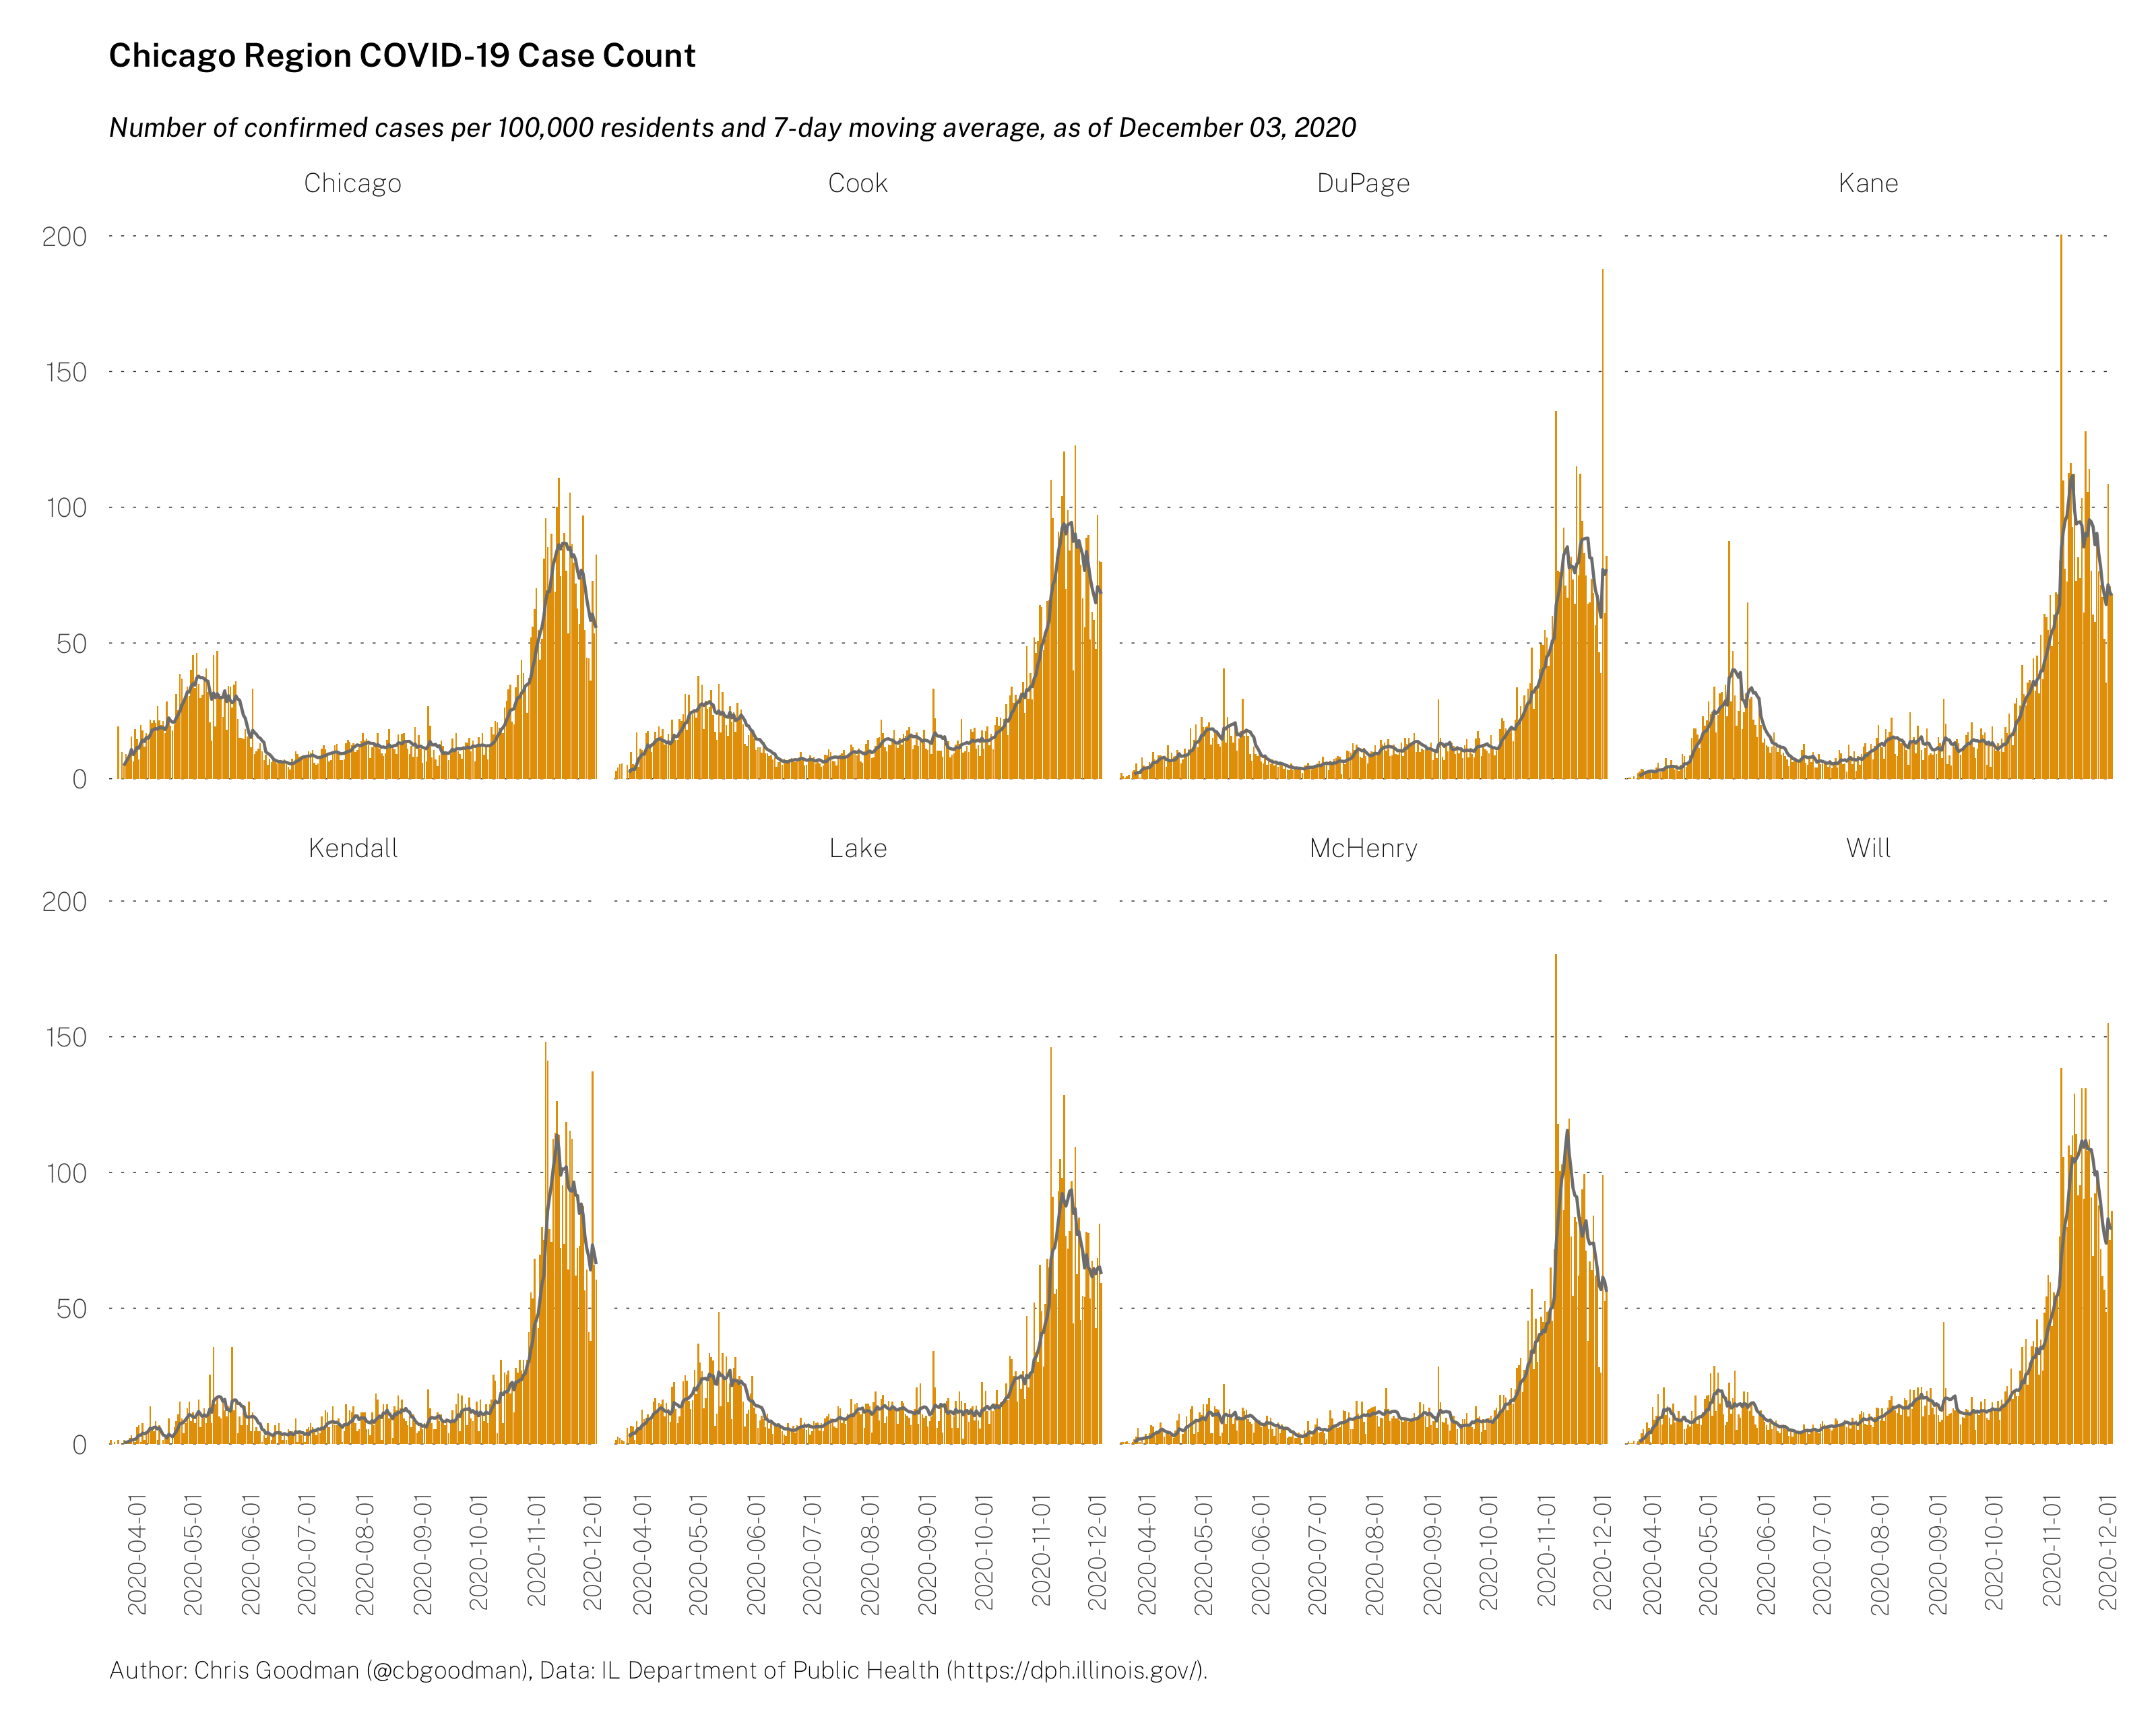 Chicago Region COVID-19 Case Count
Number of confirmed cases per 100,000 residents and 7-day moving average, as of December 03, 2020
Chicago Cook DuPage Kane
200
150
100
50
0
Kendall Lake McHenry Will
200
150
100
50
0
2020-04-01 2020-05-01 2020-06-01 2020-07-01 2020-08-01 2020-09-01 2020-10-01 2020-11-01 2020-12-01 2020-04-01 2020-05-01 2020-06-01 2020-07-01 2020-08-01 2020-09-01 2020-10-01 2020-11-01 2020-12-01 2020-04-01 2020-05-01 2020-06-01 2020-07-01 2020-08-01 2020-09-01 2020-10-01 2020-11-01 2020-12-01 2020-04-01 2020-05-01 2020-06-01 2020-07-01 2020-08-01 2020-09-01 2020-10-01 2020-11-01 2020-12-01
Author: Chris Goodman (@cbgoodman), Data: IL Department of Public Health (https://dph.illinois.gov/).